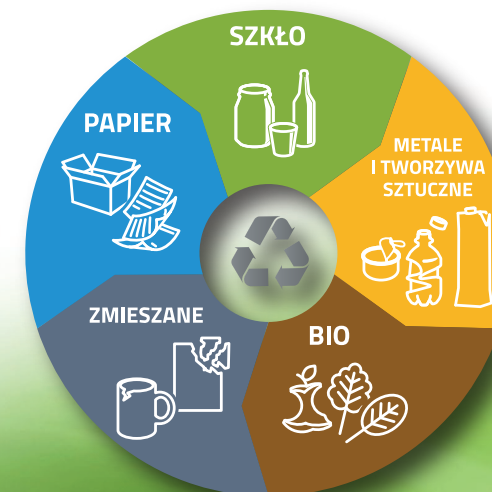 SZKŁO
PAPIER
METALE
I TWORZYWA
SZTUCZNE
ZMIESZANE
BIO